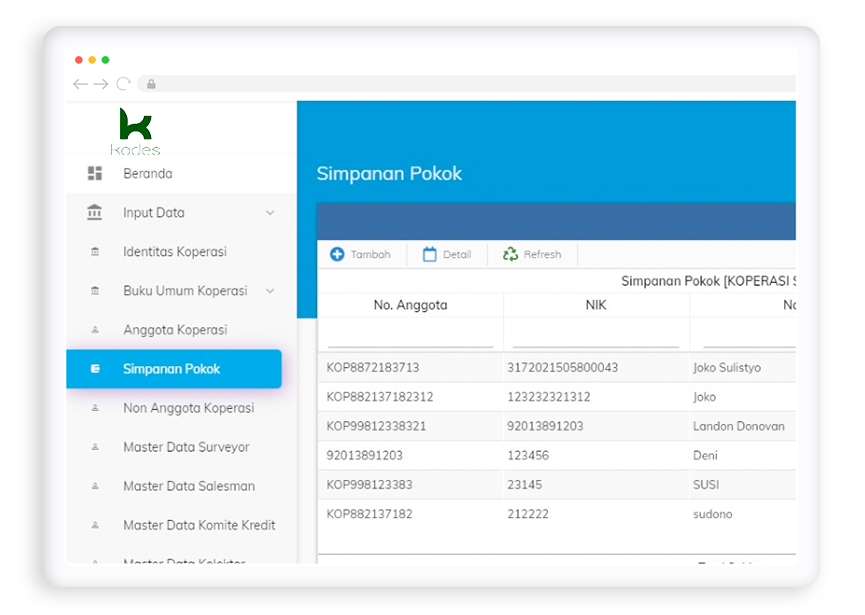 kodes
Beranda
Input Data
Identitas Koperasi
Buku Umum Koperasi
Anggota Koperasi
Simpanan Pokok
Non Anggota Koperasi
Master Data Surveyor
Master Data Salesman
Master Data Komite Kredit
Master Data
Simpanan Pokok
Tambah Detail Refresh
Simpanan Pokok [KOPERASI S
No. Anggota NIK
KOP8872183713 3172021505800043 Joko Sulistyo
KOP882137182312 123232321312 Joko
KOP99812338321 92013891203 Landon Donovan
92013891203 123456 Deni
KOP998123383 23145 SUSI
KOP882137182 212222 sudono